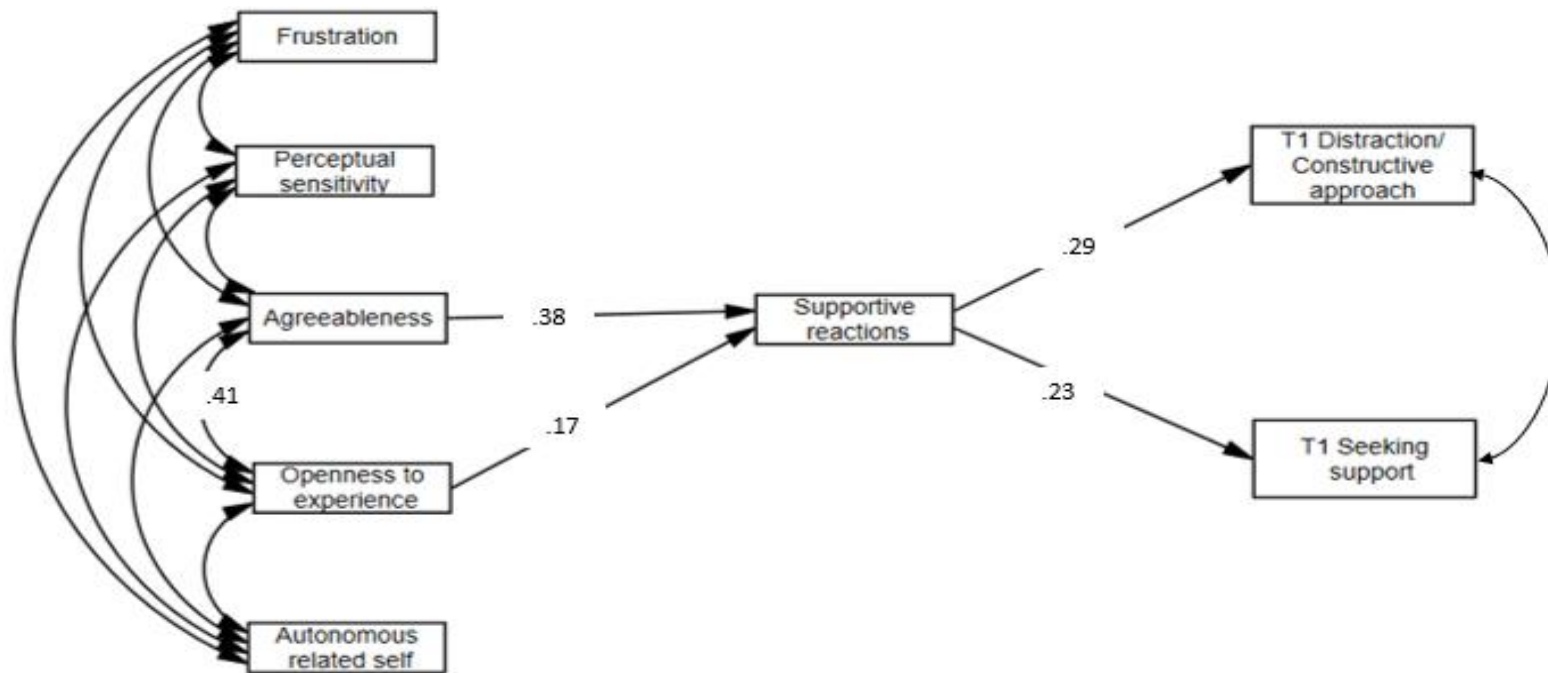 Frustration
Perceptual
sensitivity
T1 Distraction/
Constructive
approach
.29
Agreeableness
.38
Supportive
reactions
.41
.17
.23
Openness to
experience
T1 Seeking
support
Autonomous
related self